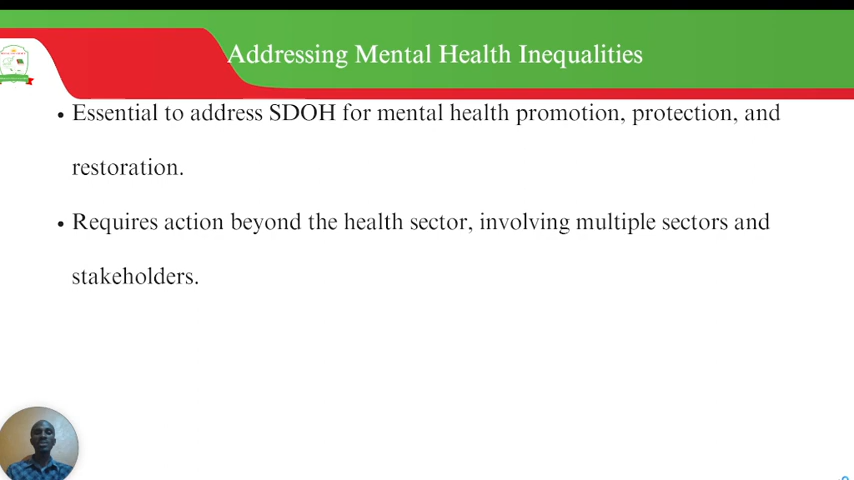 Addressing Mental Health Inequalities
• Essential to address SDOH for mental health promotion, protection, and
restoration.
• Requires action beyond the health sector, involving multiple sectors and
stakeholders.